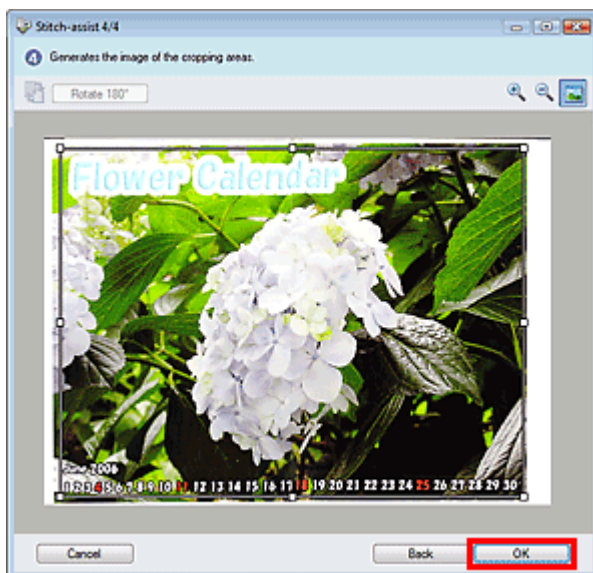 Stitch-assist 4/4
4 Generates the image of the cropping areas.
Rotate 180°
Flower Calendar
June 2006
1 2 3 4 5 6 7 8 9 10 11 12 13 14 15 16 17 18 19 20 21 22 23 24 25 26 27 28 29 30
Cancel Back OK